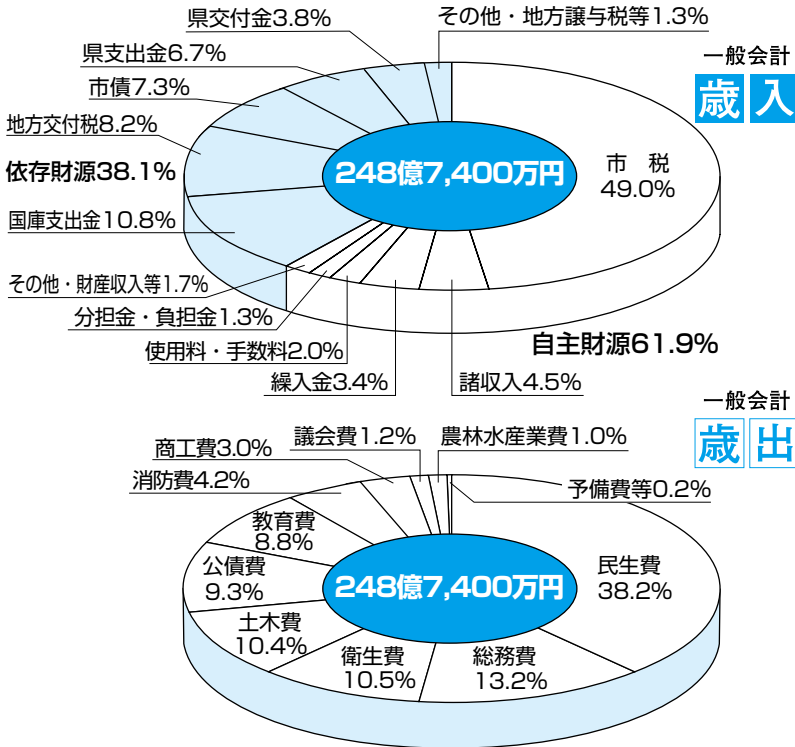 一般会計
歳入
県交付金3.8%
その他・地方譲与税等1.3%
県支出金6.7%
市債7.3%
地方交付税8.2%
依存財源38.1%
国庫支出金10.8%
248億7,400万円
市　税
49.0%
その他・財産収入等1.7%
分担金・負担金1.3%
使用料・手数料2.0%
繰入金3.4%
諸収入4.5%
自主財源61.9%
一般会計
歳出
商工費3.0%
議会費1.2%
農林水産業費1.0%
消防費4.2%
予備費等0.2%
教育費
8.8%
公債費
9.3%
土木費
10.4%
248億7,400万円
民生費
38.2%
衛生費
10.5%
総務費
13.2%